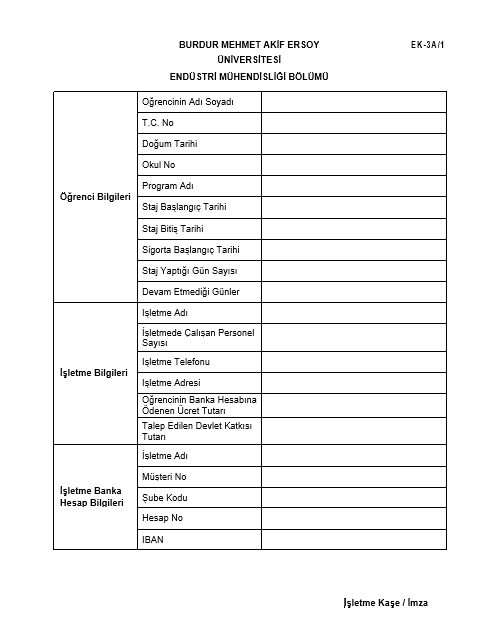 BURDUR MEHMET AKİF ERSOY
EK-3A/1
ÜNİVERSİTESİ
ENDÜSTRİ MÜHENDİSLİĞİ BÖLÜMÜ
Öğrenci Bilgileri
Öğrencinin Adı Soyadı
T.C. No
Doğum Tarihi
Okul No
Program Adı
Staj Başlangıç Tarihi
Staj Bitiş Tarihi
Sigorta Başlangıç Tarihi
Staj Yaptığı Gün Sayısı
Devam Etmediği Günler
İşletme Bilgileri
İşletme Adı
İşletmede Çalışan Personel
Sayısı
İşletme Telefonu
İşletme Adresi
Öğrencinin Banka Hesabına
Ödenen Ücret Tutarı
Talep Edilen Devlet Katkısı
Tutarı
İşletme Banka
Hesap Bilgileri
İşletme Adı
Müşteri No
Şube Kodu
Hesap No
IBAN
İşletme Kaşe / İmza